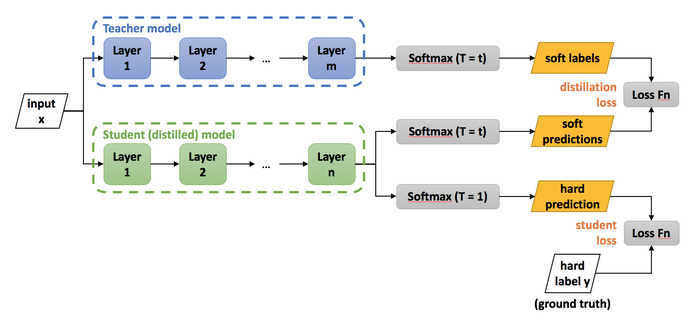 Teacher model
Layer
1
Layer
2
...
Layer
m
Softmax (T = t)
soft labels
input
x
distillation
loss
Loss Fn
Student (distilled) model
Layer
1
Layer
2
...
Layer
n
Softmax (T = t)
soft
predictions
Softmax (T = 1)
hard
prediction
student
loss
Loss Fn
hard
label y
(ground truth)